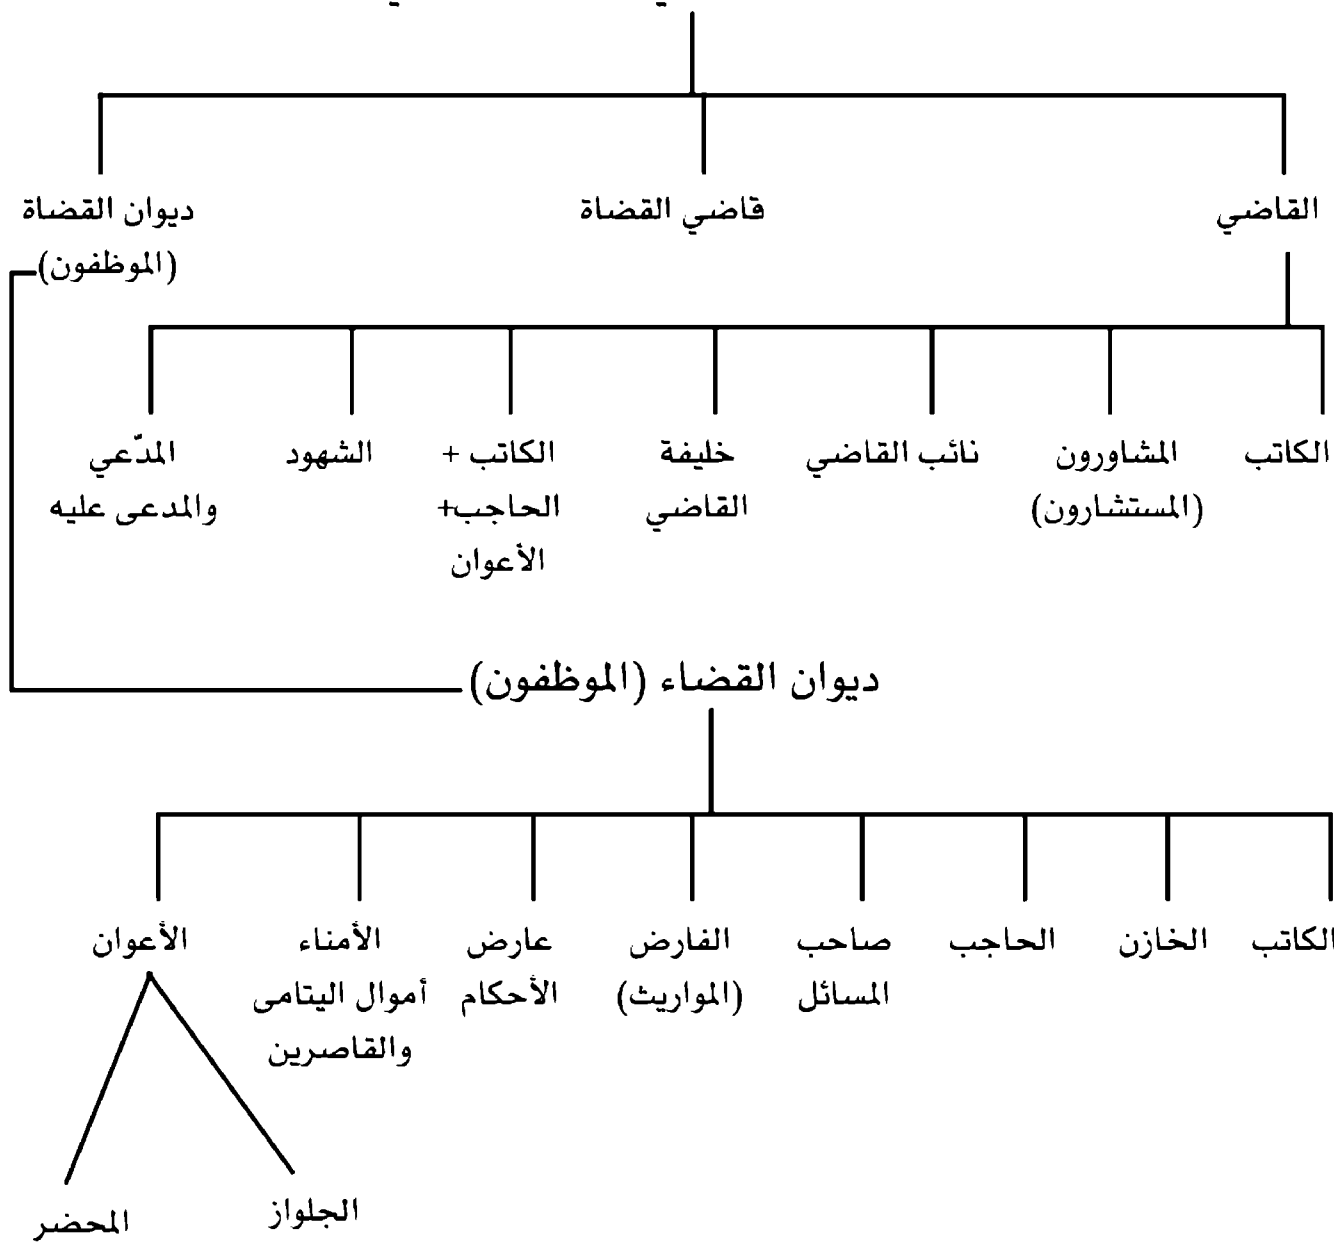 القاضي
قاضي القضاة
ديوان القضاة
(الموظفون)
الكاتب
المشاورون
(المستشارون)
نائب القاضي
خليفة
القاضي
الكاتب +
الحاجب+
الأعوان
الشهود
المدّعي
والمدعى عليه
ديوان القضاء (الموظفون)
الكاتب
الخازن
الحاجب
صاحب
المسائل
الفارض
(المواريث)
عارض
الأحكام
الأمناء
أموال اليتامى
والقاصرين
الأعوان
الجلواز
المحضر